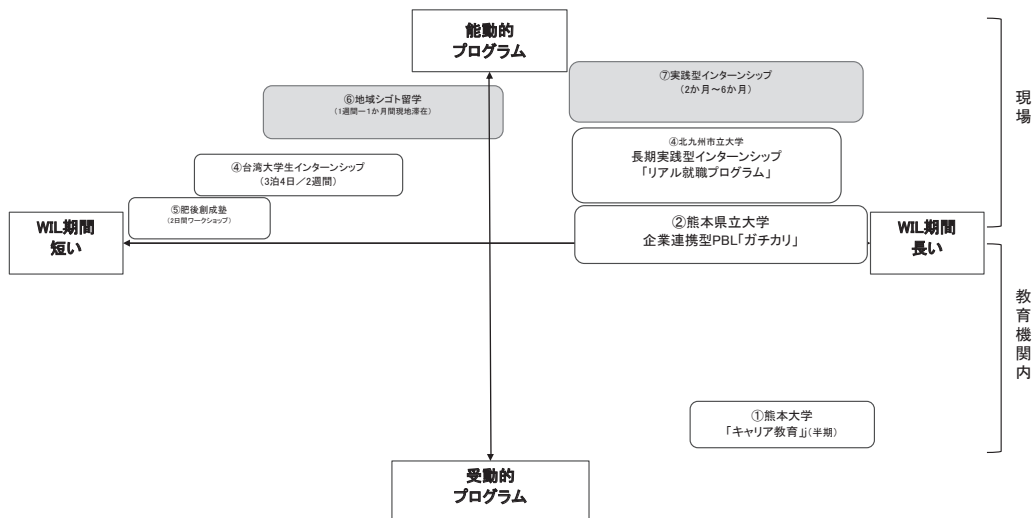 能動的
プログラム
⑦実践型インターンシップ
(2か月～6か月)
⑥地域シゴト留学
(1週間ー1か月間現地滞在)
現場
④北九州市立大学
長期実践型インターンシップ
「リアル就職プログラム」
④台湾大学生インターンシップ
(3泊4日／2週間)
⑤肥後創成塾
(2日間ワークショップ)
WIL期間
短い
②熊本県立大学
企業連携型PBL「ガチカリ」
WIL期間
長い
教育機関内
①熊本大学
「キャリア教育」j(半期)
受動的
プログラム